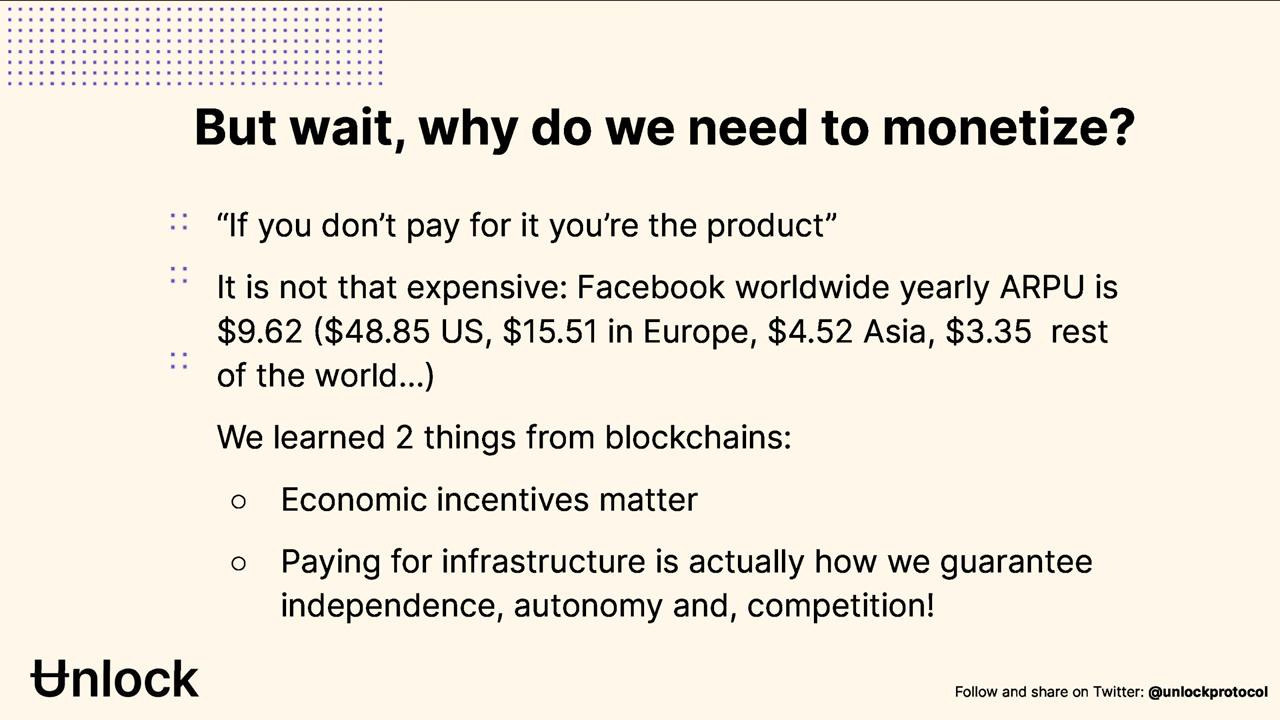 But wait, why do we need to monetize?
“If you don’t pay for it you’re the product”
It is not that expensive: Facebook worldwide yearly ARPU is
$9.62 ($48.85 US, $15.51 in Europe, $4.52 Asia, $3.35  rest
of the world...)
We learned 2 things from blockchains:
Economic incentives matter
Paying for infrastructure is actually how we guarantee
independence, autonomy and, competition!
Unlock
Follow and share on Twitter: @unlockprotocol